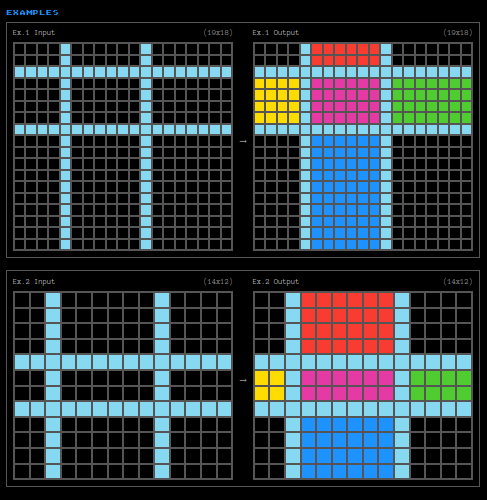 EXAMPLES
Ex.1 Input (19x18) Ex.1 Output (19x18)
→
Ex.2 Input (14x12) Ex.2 Output (14x12)
→